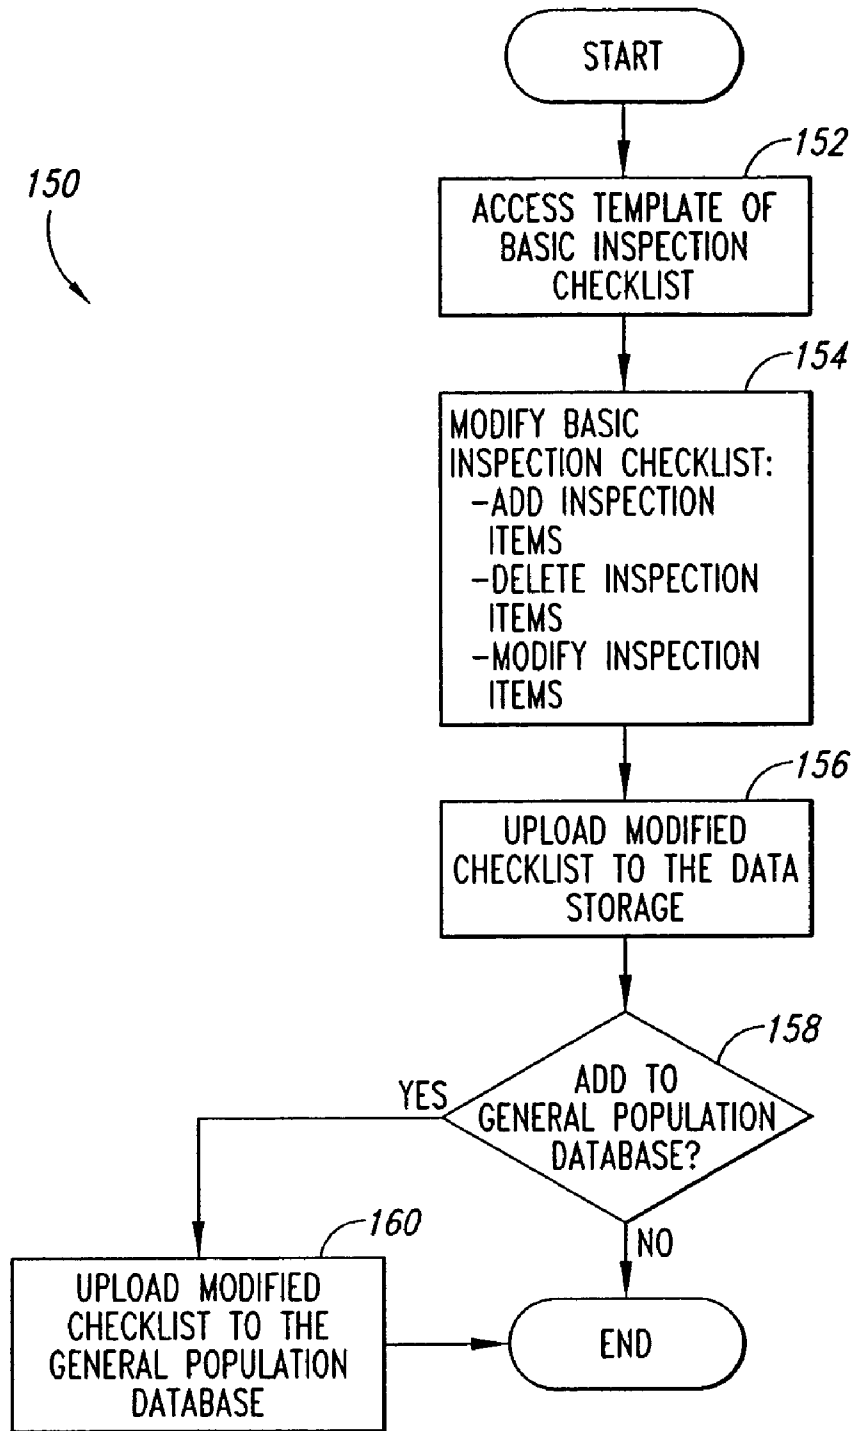 START
152
150
ACCESS TEMPLATE OF
BASIC INSPECTION
CHECKLIST
154
MODIFY BASIC
INSPECTION CHECKLIST:
-ADD INSPECTION
ITEMS
-DELETE INSPECTION
ITEMS
-MODIFY INSPECTION
ITEMS
156
UPLOAD MODIFIED
CHECKLIST TO THE DATA
STORAGE
158
ADD TO
GENERAL POPULATION
DATABASE?
YES
NO
160
UPLOAD MODIFIED
CHECKLIST TO THE
GENERAL POPULATION
DATABASE
END